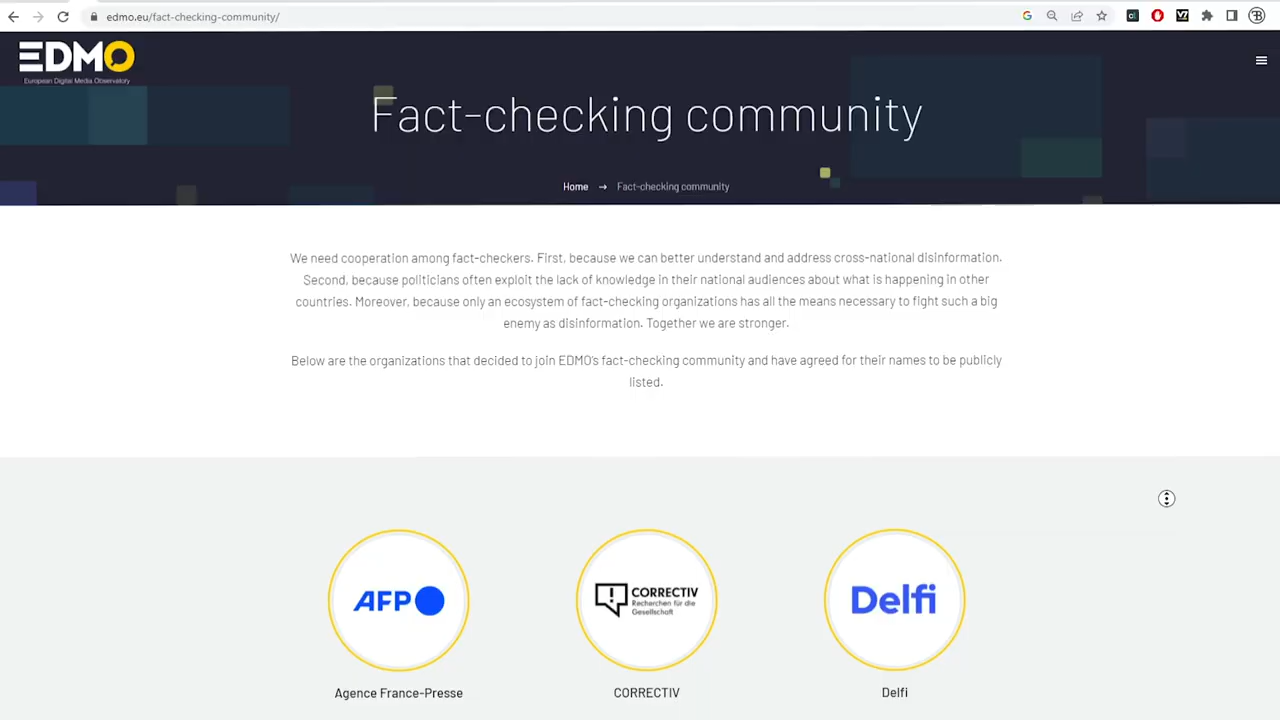 edmo.eu/fact-checking-community/
EDMO
European Digital Media Observatory
Fact-checking community
Home → Fact-checking community
We need cooperation among fact-checkers. First, because we can better understand and address cross-national disinformation.
Second, because politicians often exploit the lack of knowledge in their national audiences about what is happening in other
countries. Moreover, because only an ecosystem of fact-checking organizations has all the means necessary to fight such a big
enemy as disinformation. Together we are stronger.
Below are the organizations that decided to join EDMO's fact-checking community and have agreed for their names to be publicly
listed.
AFP
CORRECTIV
Recherchen für die
Gesellschaft
Delfi
Agence France-Presse
CORRECTIV
Delfi